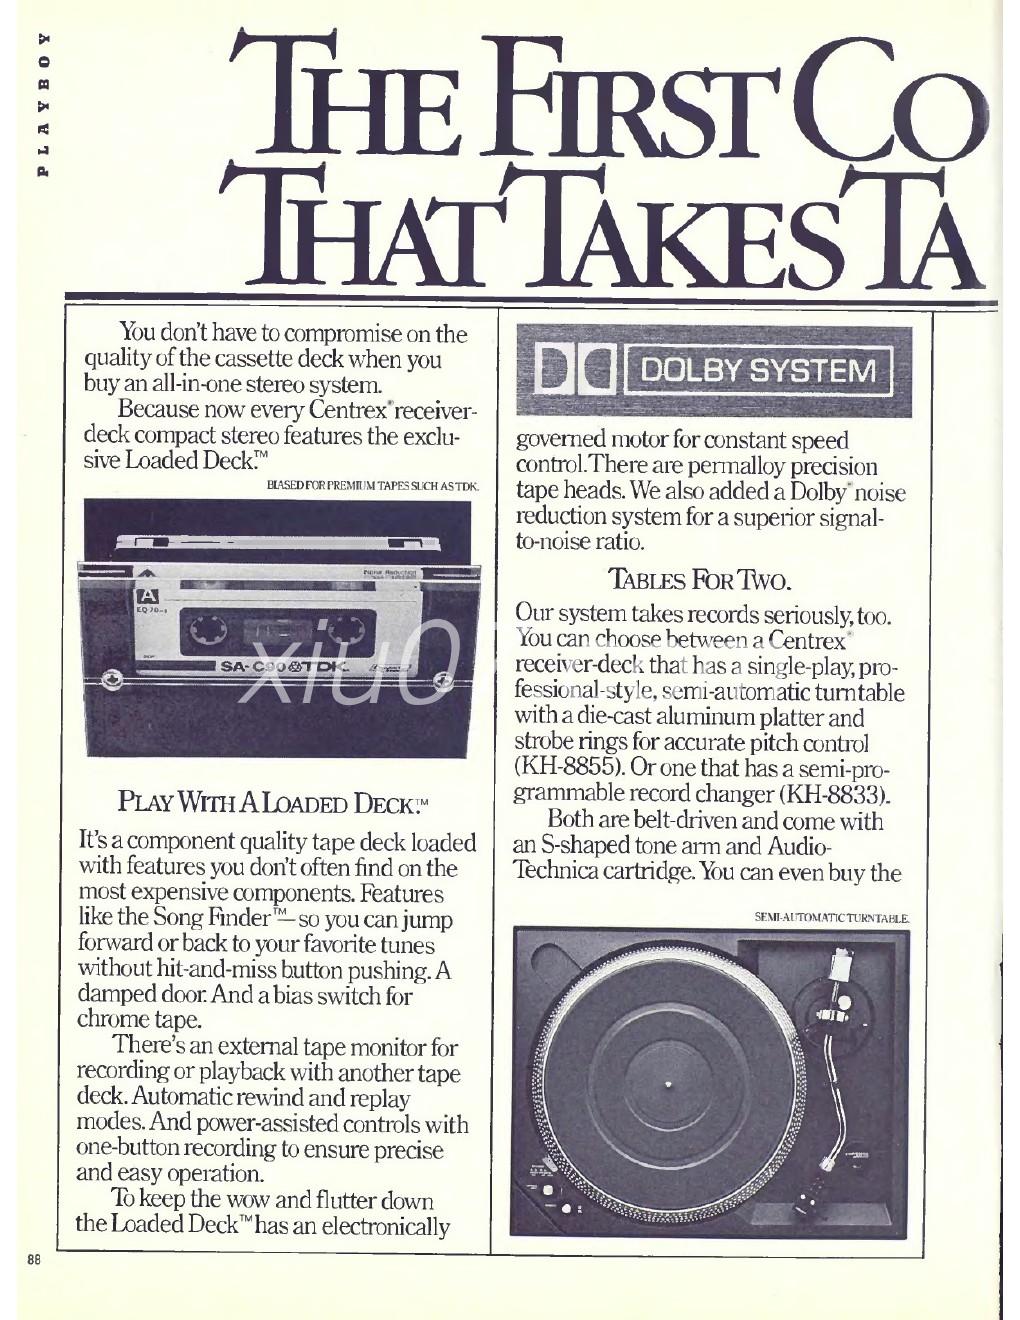 PLAYBOY
THE FIRST CO
THAT TAKES TA
You don't have to compromise on the
quality of the cassette deck when you
buy an all-in-one stereo system.
Because now every Centrex® receiver-
deck compact stereo features the exclu-
sive Loaded Deck.™
BIASED FOR PREMIUM TAPES SUCH AS TDK.
A
EQ 70-s
SA-C90 TDK
xiu0
PLAY WITH A LOADED DECK.™
It's a component quality tape deck loaded
with features you don't often find on the
most expensive components. Features
like the Song Finder™—so you can jump
forward or back to your favorite tunes
without hit-and-miss button pushing. A
damped door. And a bias switch for
chrome tape.
There's an external tape monitor for
recording or playback with another tape
deck. Automatic rewind and replay
modes. And power-assisted controls with
one-button recording to ensure precise
and easy operation.
To keep the wow and flutter down
the Loaded Deck™ has an electronically
DOLBY SYSTEM
governed motor for constant speed
control. There are permalloy precision
tape heads. We also added a Dolby® noise
reduction system for a superior signal-
to-noise ratio.
TABLES FOR TWO.
Our system takes records seriously, too.
You can choose between a Centrex®
receiver-deck that has a single-play, pro-
fessional-style, semi-automatic turntable
with a die-cast aluminum platter and
strobe rings for accurate pitch control
(KH-8855). Or one that has a semi-pro-
grammable record changer (KH-8833).
Both are belt-driven and come with
an S-shaped tone arm and Audio-
Technica cartridge. You can even buy the
SEMI-AUTOMATIC TURNTABLE.
88